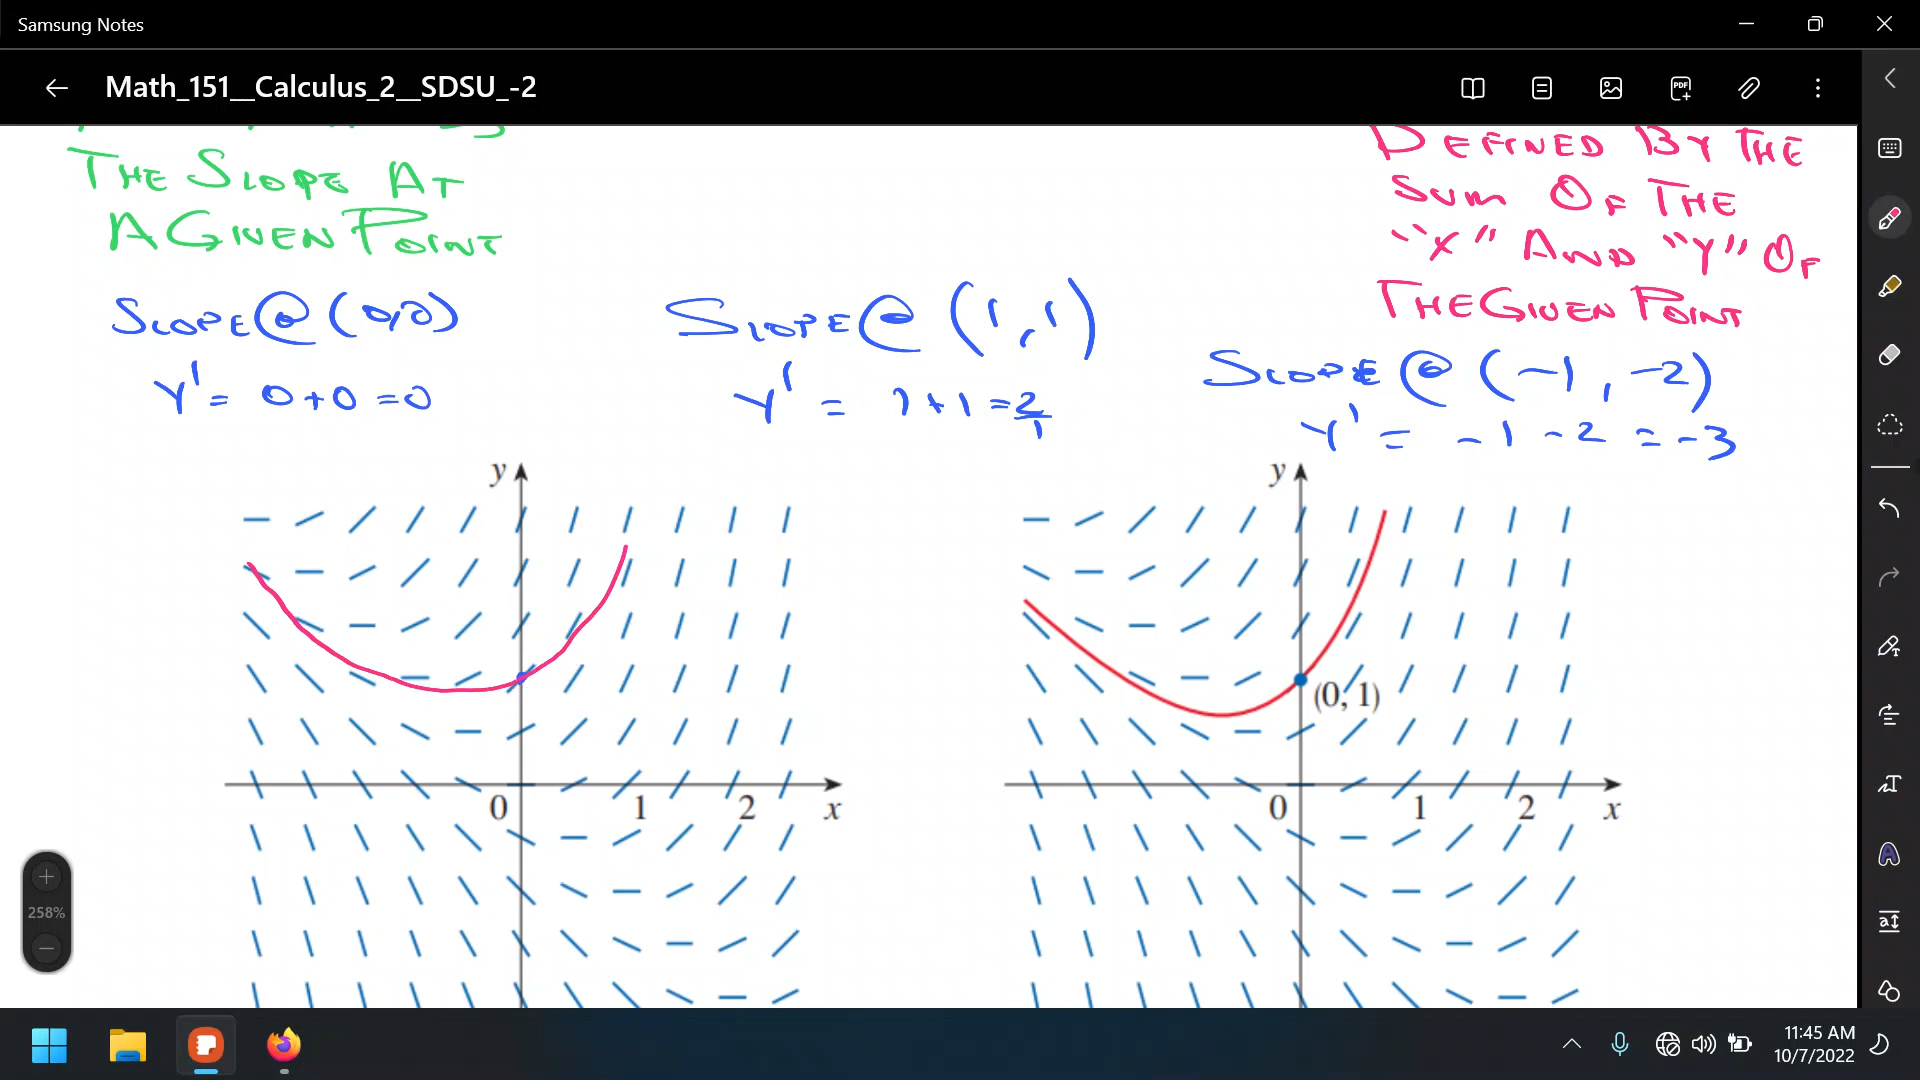 Samsung Notes
Math_151__Calculus_2__SDSU_-2
THE SLOPE AT
A GIVEN POINT
DEFINED BY THE
SUM OF THE
"X" AND "Y" OF
THE GIVEN POINT
SLOPE @ (0,0)
Y' = 0+0 =0
SLOPE @ (1,1)
Y' = 1+1 = 2/1
SLOPE @ (-1,-2)
Y' = -1-2 = -3
y
0
1
2
x
y
(0, 1)
0
1
2
x
258%
PDF
11:45 AM
10/7/2022